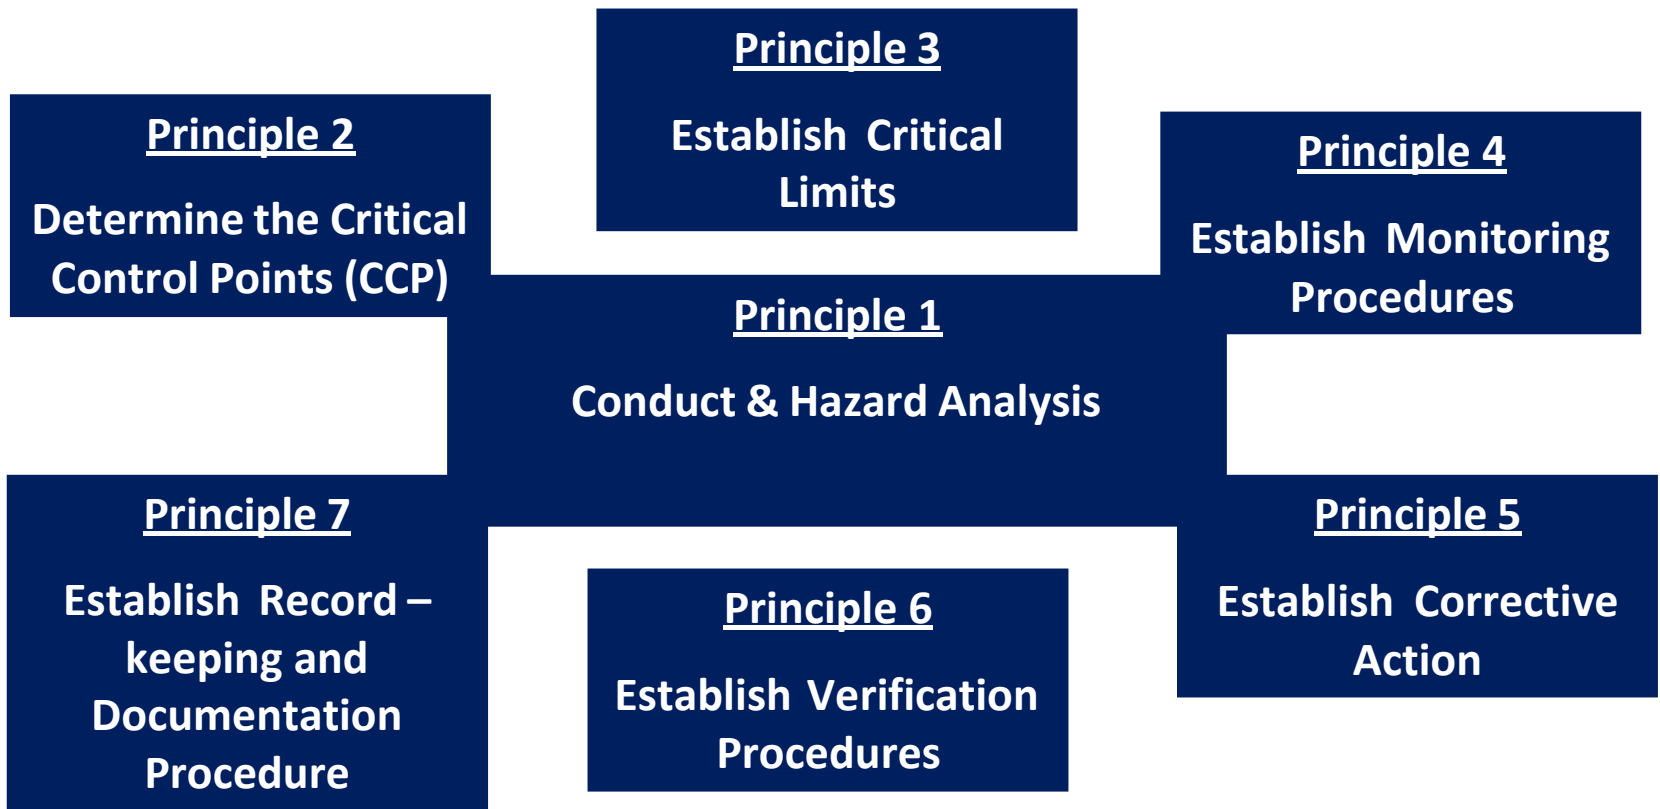 Principle 3
Establish Critical
Limits
Principle 2
Determine the Critical
Control Points (CCP)
Principle 4
Establish Monitoring
Procedures
Principle 1
Conduct & Hazard Analysis
Principle 7
Establish Record –
keeping and
Documentation
Procedure
Principle 6
Establish Verification
Procedures
Principle 5
Establish Corrective
Action